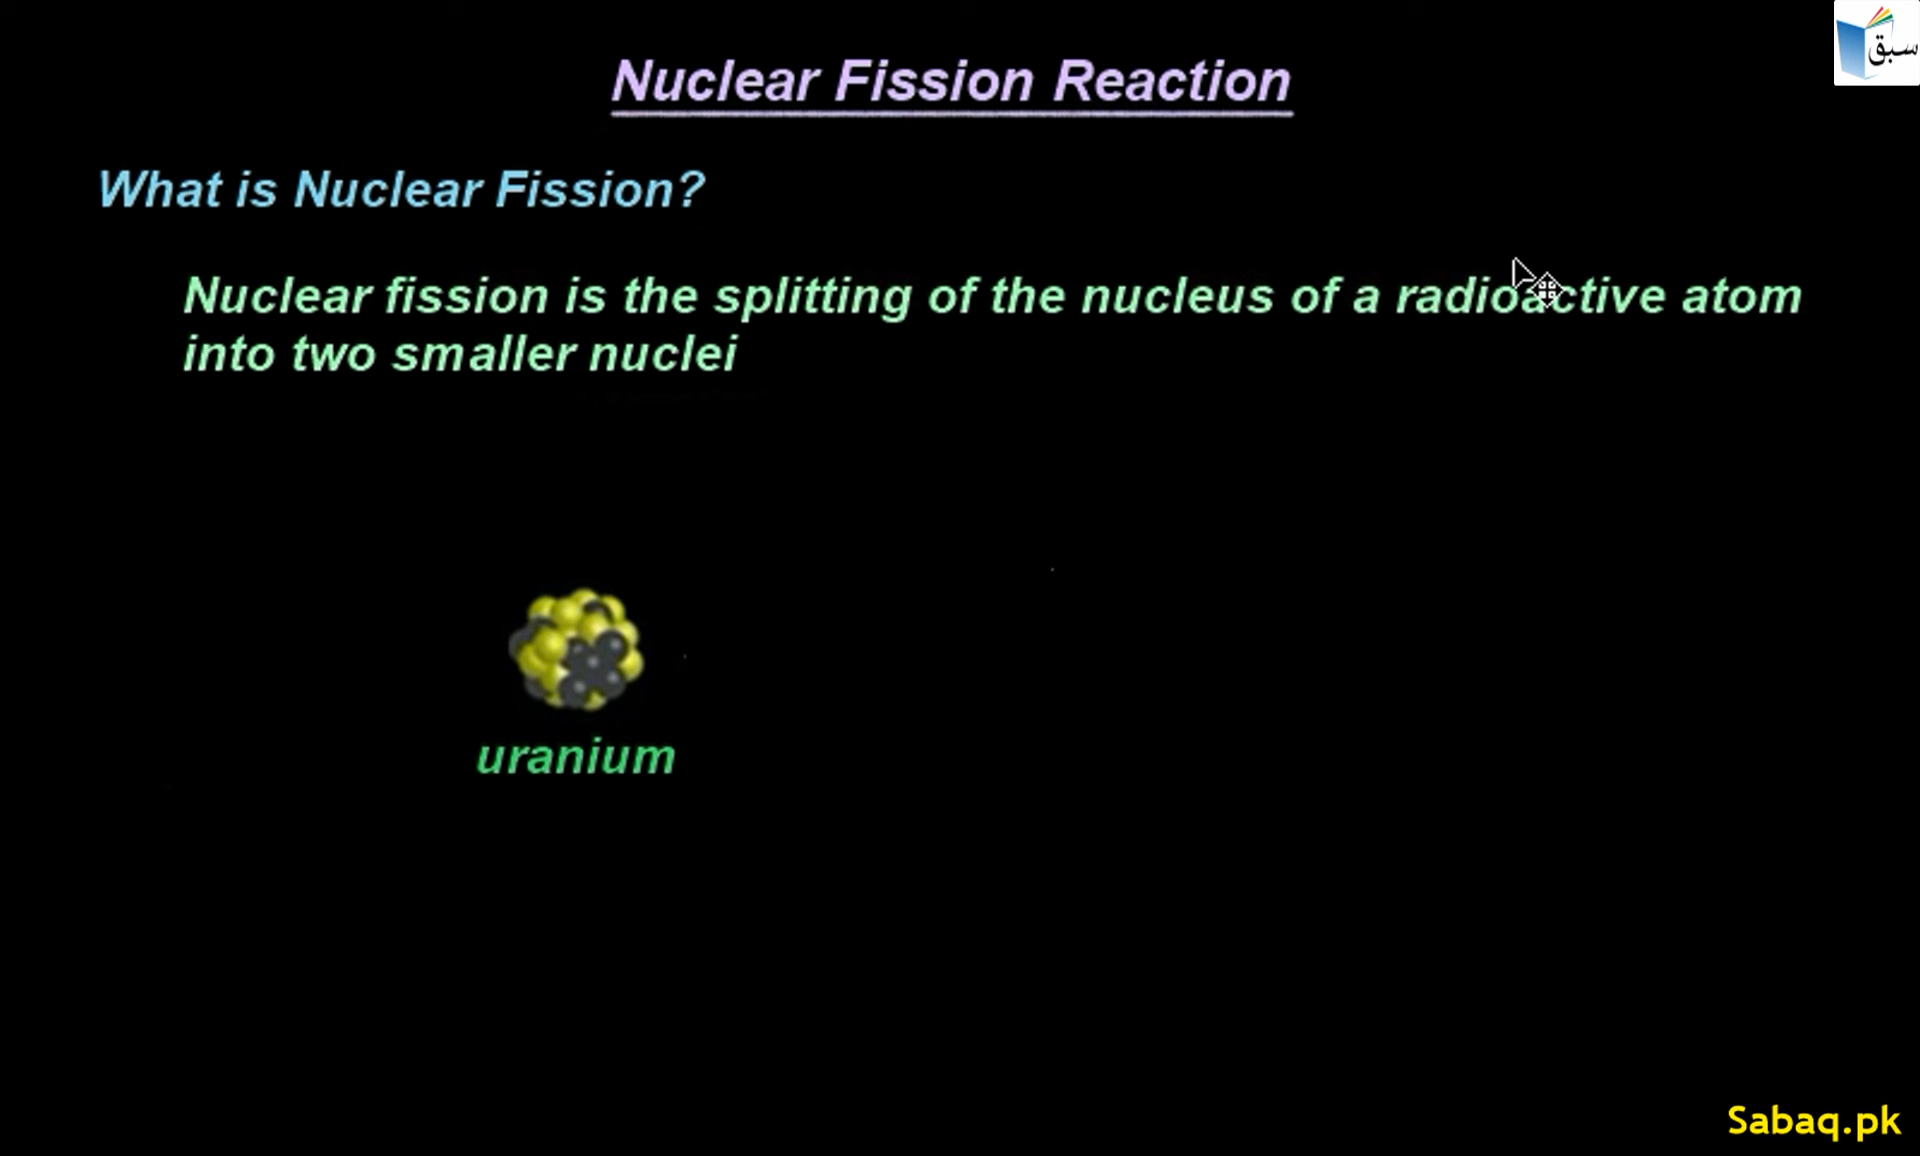 سبق
Nuclear Fission Reaction
What is Nuclear Fission?
Nuclear fission is the splitting of the nucleus of a radioactive atom
into two smaller nuclei
uranium
Sabaq.pk